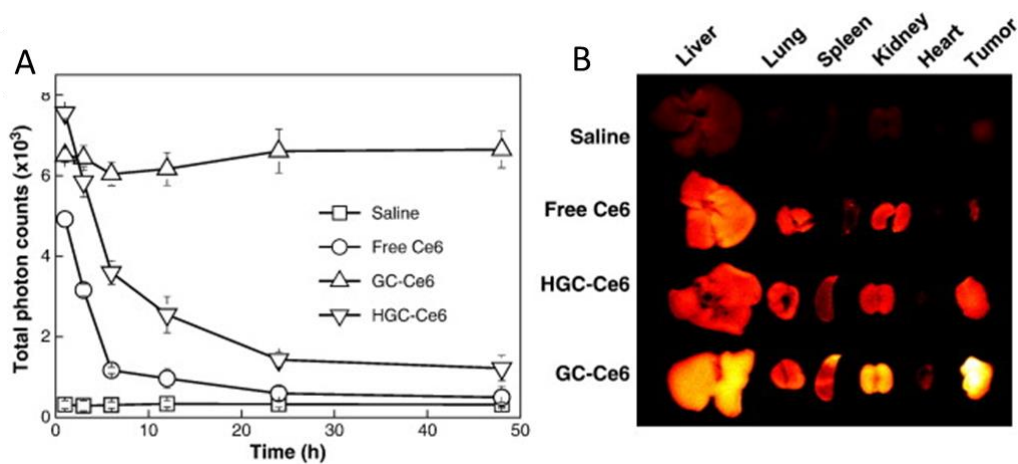 A
Total photon counts (x10³)
8
6
4
2
0
0 10 20 30 40 50
Time (h)
Saline
Free Ce6
GC-Ce6
HGC-Ce6
B
Liver Lung Spleen Kidney Heart Tumor
Saline
Free Ce6
HGC-Ce6
GC-Ce6